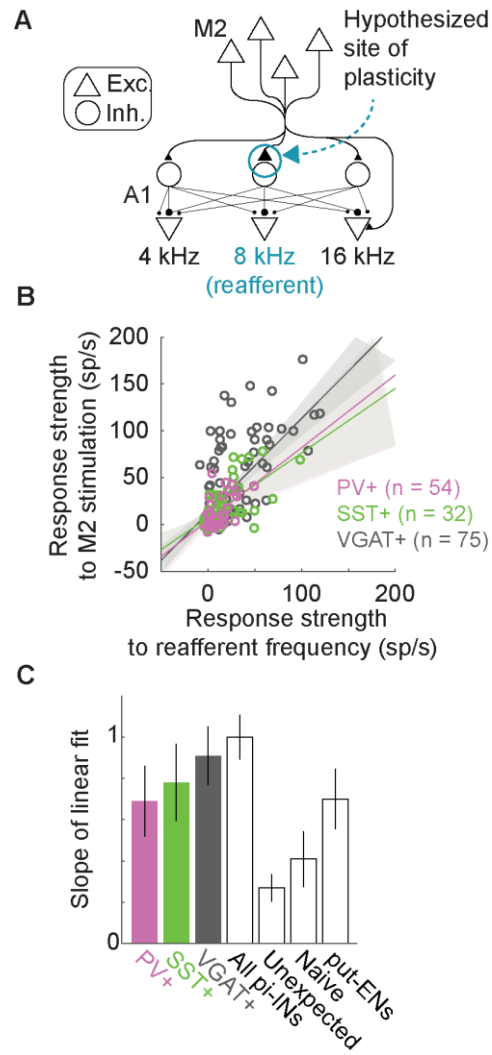 A
M2
Hypothesized
site of
plasticity
Exc.
Inh.
A1
4 kHz
8 kHz
16 kHz
(reafferent)
B
Response strength
to M2 stimulation (sp/s)
200
150
100
50
0
-50
PV+ (n = 54)
SST+ (n = 32)
VGAT+ (n = 75)
0
100
200
Response strength
to reafferent frequency (sp/s)
C
Slope of linear fit
1
0
PV+
SST+
VGAT+
All pi-INs
Unexpected
Naive
put-ENs